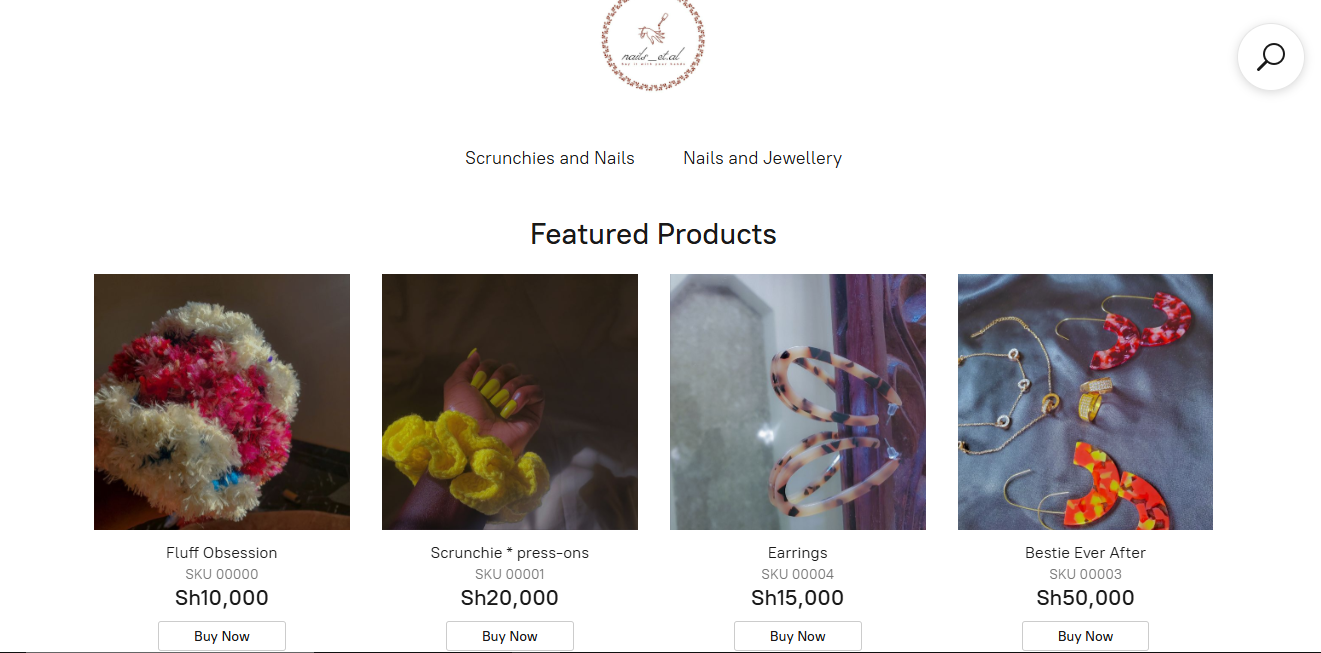 nails_et.al
buy it with your hands
Scrunchies and Nails
Nails and Jewellery
Featured Products
Fluff Obsession
SKU 00000
Sh10,000
Buy Now
Scrunchie * press-ons
SKU 00001
Sh20,000
Buy Now
Earrings
SKU 00004
Sh15,000
Buy Now
Bestie Ever After
SKU 00003
Sh50,000
Buy Now